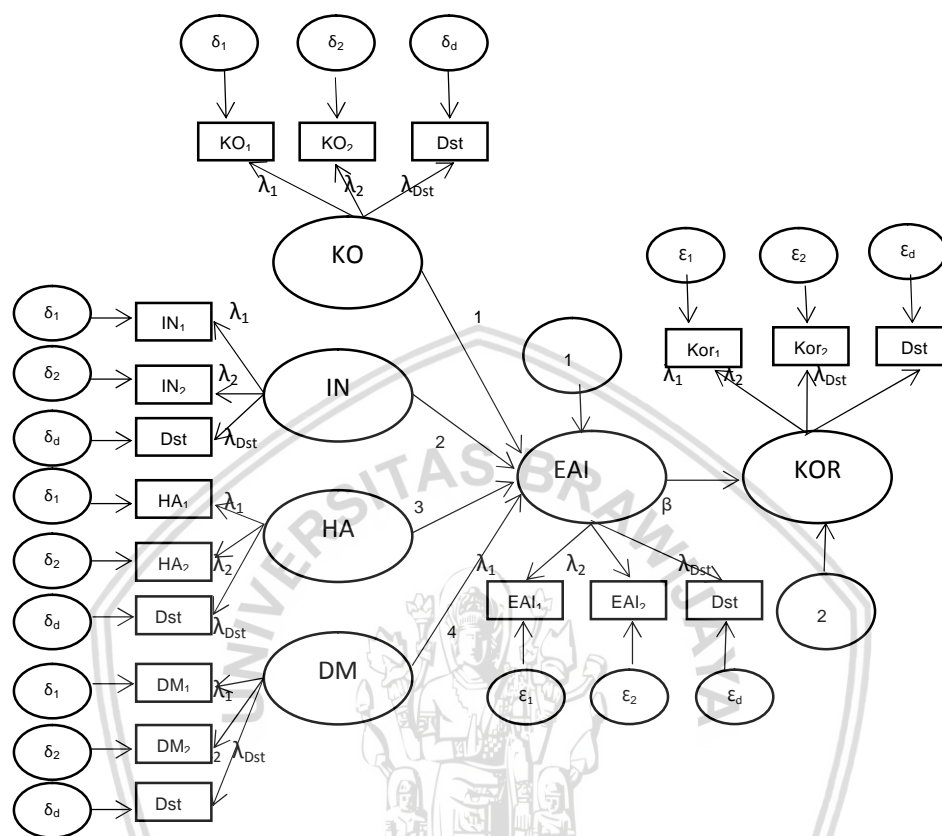 δ1 δ2 δd
KO1 KO2 Dst
λ1 λ2 λDst
KO
ε1 ε2 εd
δ1 IN1 λ1
1
1
Kor1 Kor2 Dst
λ1 λ2 λDst
δ2 IN2 λ2
IN
δd Dst λDst
2
EAI
KOR
β
δ1 HA1 λ1
HA
3
δ2 HA2 λ2
δd Dst λDst
4
λ1 λ2 λDst
EAI1 EAI2 Dst
2
δ1 DM1 λ1
DM
ε1 ε2 εd
δ2 DM2 2 λDst
δd Dst
UNIVERSITAS BRAWIJAYA